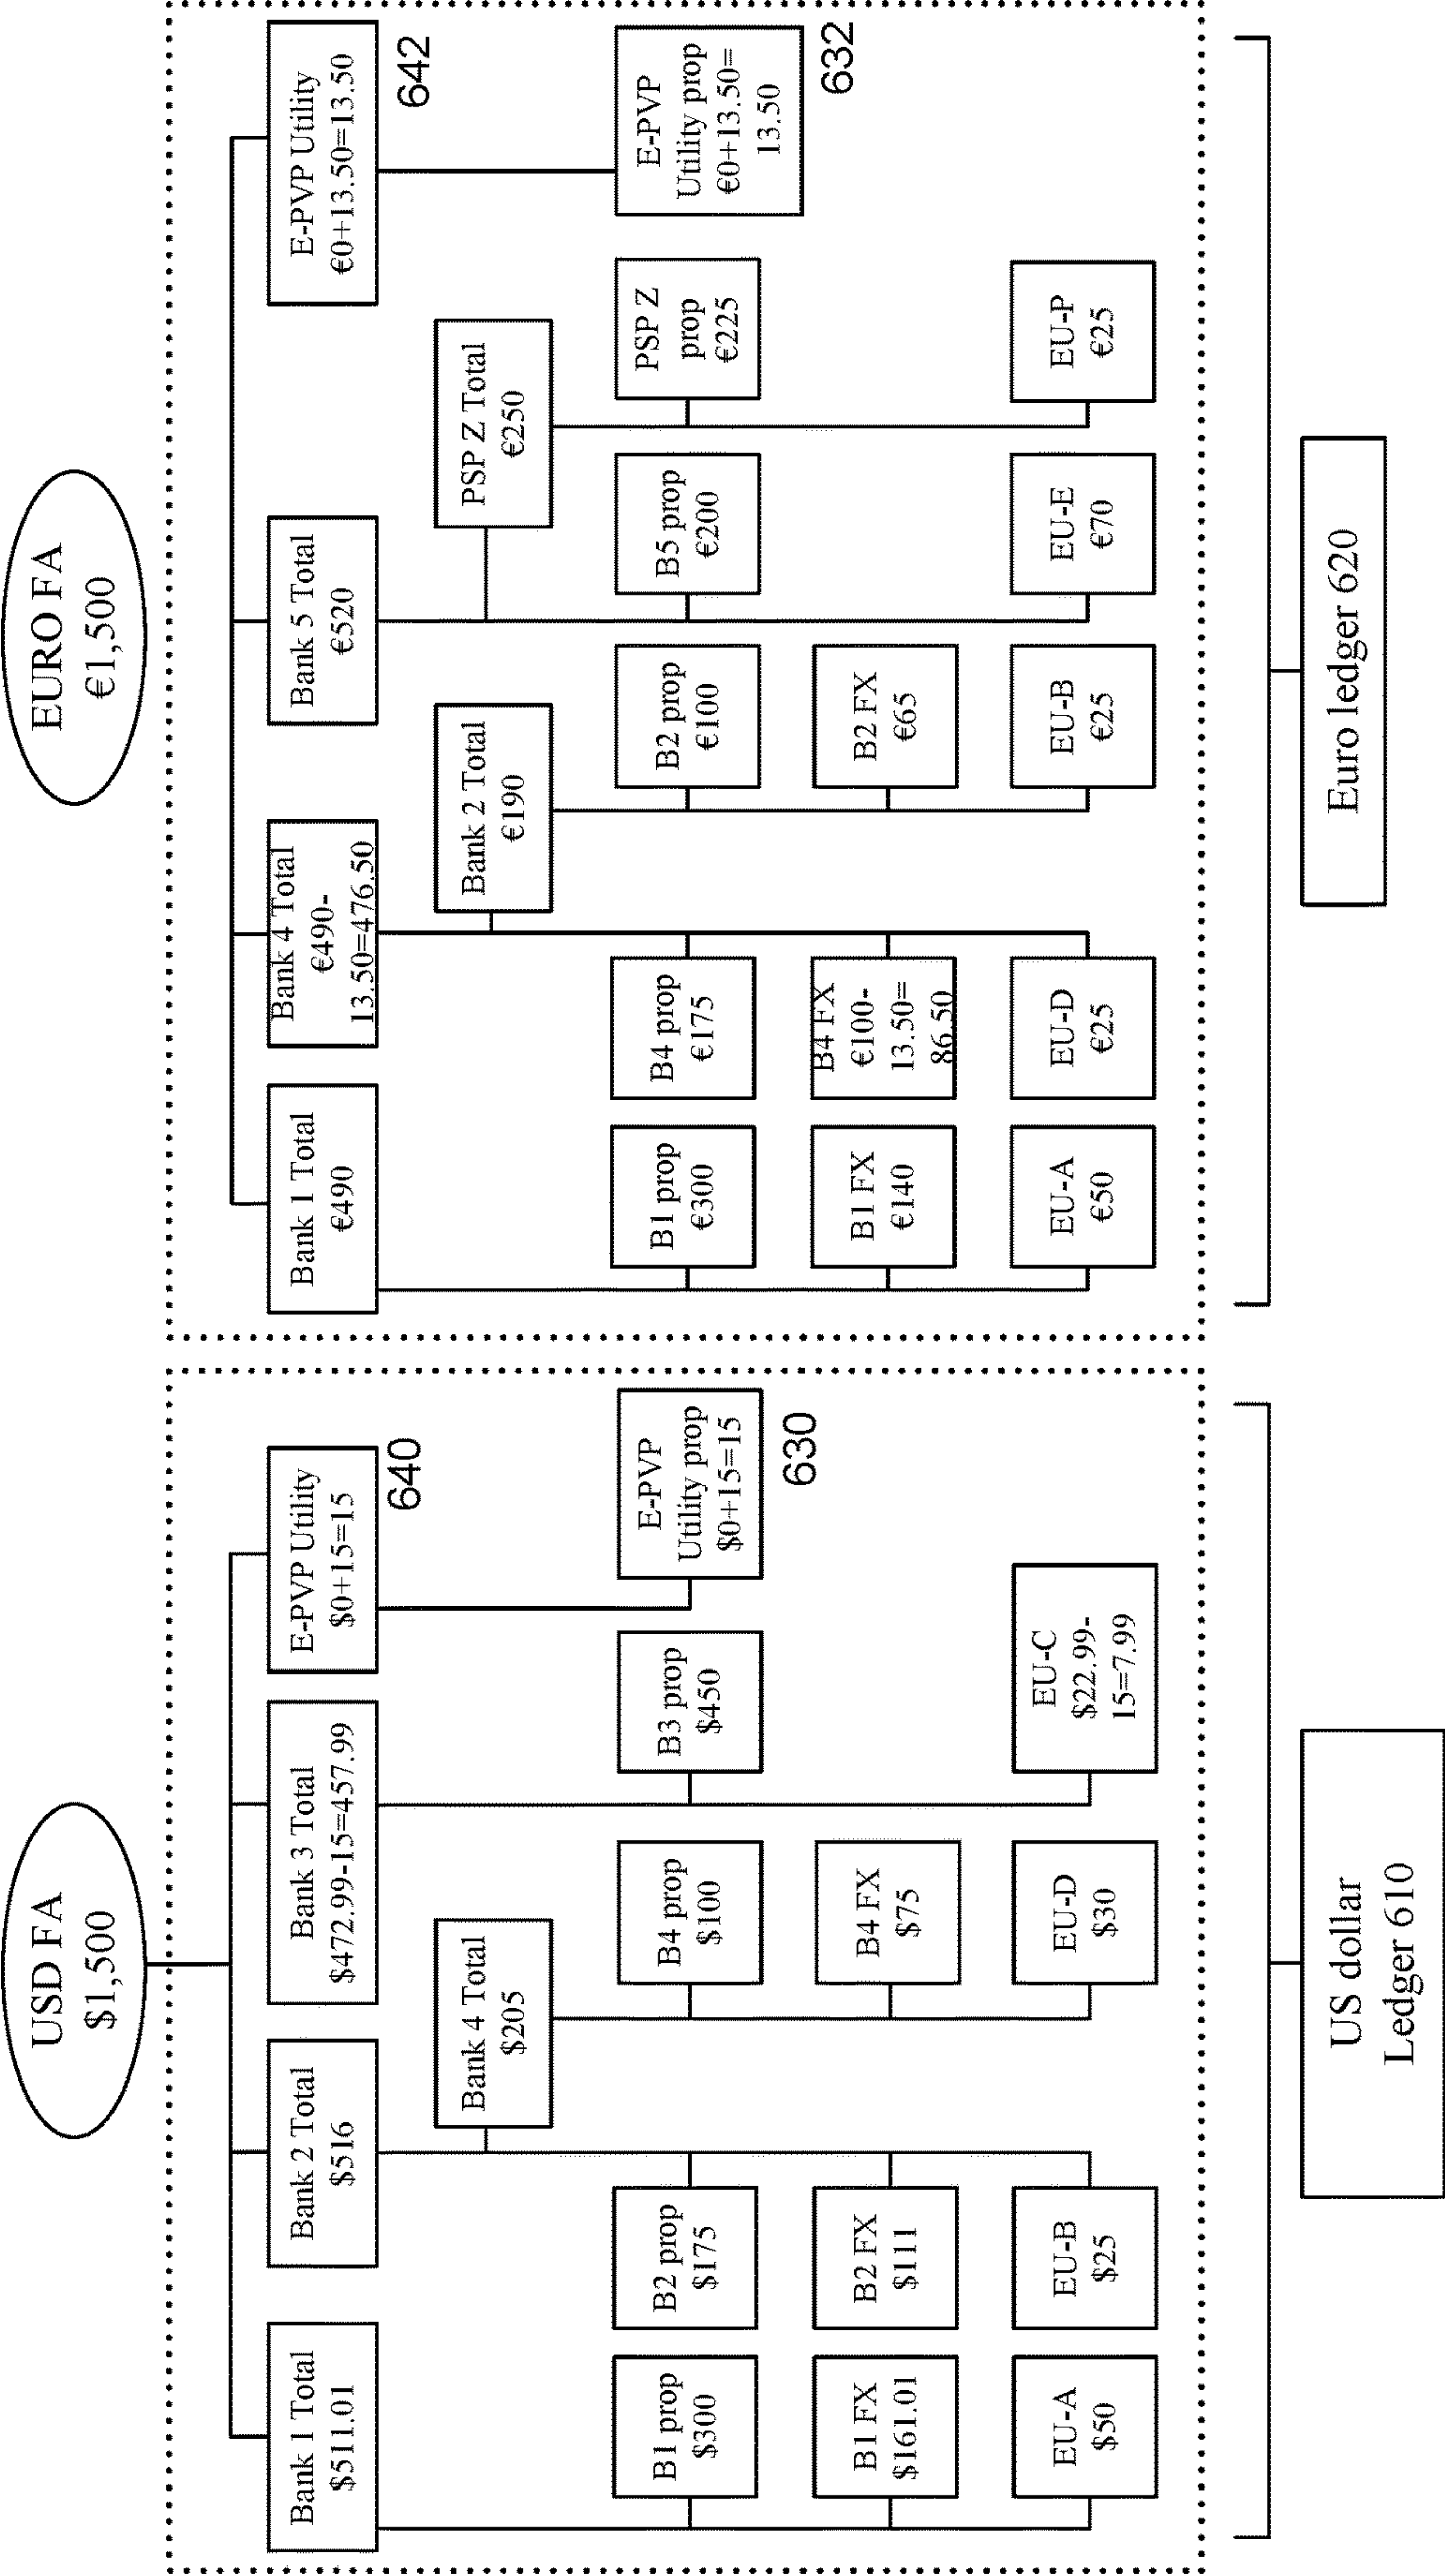 USD FA
$1,500
Bank 1 Total
$511.01
Bank 2 Total
$516
Bank 3 Total
$472.99-15=457.99
E-PVP Utility
$0+15=15
640
Bank 4 Total
$205
B1 prop
$300
B2 prop
$175
B4 prop
$100
B3 prop
$450
E-PVP
Utility prop
$0+15=15
630
B1 FX
$161.01
B2 FX
$111
B4 FX
$75
EU-A
$50
EU-B
$25
EU-D
$30
EU-C
$22.99-
15=7.99
US dollar
Ledger 610
EURO FA
€1,500
Bank 1 Total
€490
Bank 4 Total
€490-
13.50=476.50
Bank 5 Total
€520
E-PVP Utility
€0+13.50=13.50
642
Bank 2 Total
€190
PSP Z Total
€250
B1 prop
€300
B4 prop
€175
B2 prop
€100
B5 prop
€200
PSP Z
prop
€225
E-PVP
Utility prop
€0+13.50=
13.50
632
B1 FX
€140
B4 FX
€100-
13.50=
86.50
B2 FX
€65
EU-A
€50
EU-D
€25
EU-B
€25
EU-E
€70
EU-P
€25
Euro ledger 620